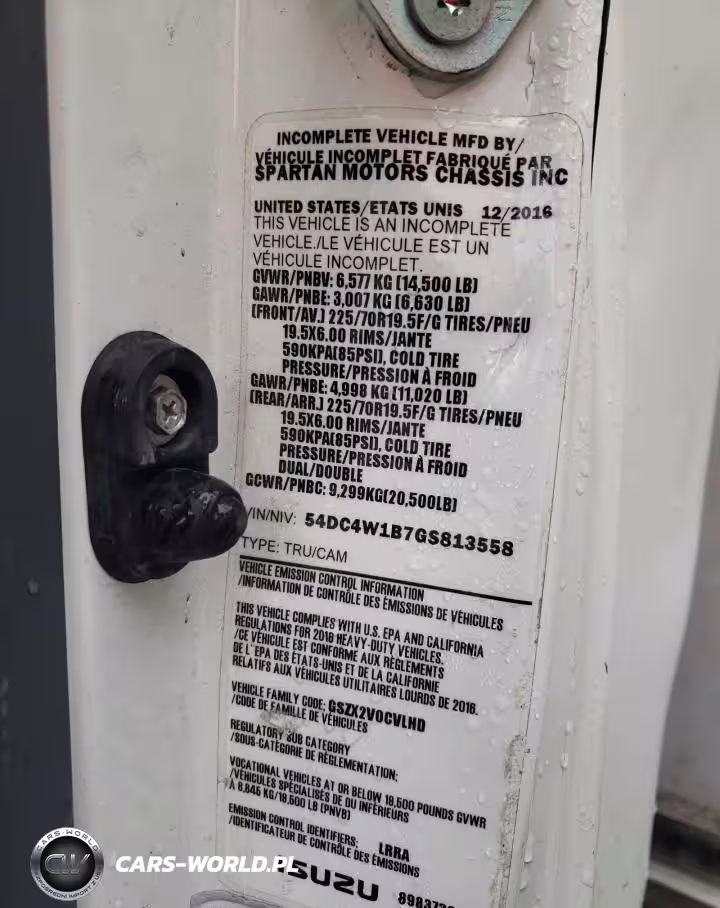 INCOMPLETE VEHICLE MFD BY/
VÉHICULE INCOMPLET FABRIQUÉ PAR
SPARTAN MOTORS CHASSIS INC
UNITED STATES/ETATS UNIS 12/2016
THIS VEHICLE IS AN INCOMPLETE
VEHICLE./LE VÉHICULE EST UN
VÉHICULE INCOMPLET.
GVWR/PNBV: 6,577 KG (14,500 LB)
GAWR/PNBE: 3,007 KG (6,630 LB)
(FRONT/AV.) 225/70R19.5F/G TIRES/PNEU
19.5X6.00 RIMS/JANTE
590KPA(85PSI), COLD TIRE
PRESSURE/PRESSION À FROID
GAWR/PNBE: 4,998 KG (11,020 LB)
(REAR/ARR.) 225/70R19.5F/G TIRES/PNEU
19.5X6.00 RIMS/JANTE
590KPA(85PSI), COLD TIRE
PRESSURE/PRESSION À FROID
DUAL/DOUBLE
GCWR/PNBC: 9,299KG(20,500LB)
VIN/NIV: 54DC4W1B7GS813558
TYPE: TRU/CAM
VEHICLE EMISSION CONTROL INFORMATION
/INFORMATION DE CONTRÔLE DES ÉMISSIONS DE VÉHICULES
THIS VEHICLE COMPLIES WITH U.S. EPA AND CALIFORNIA
REGULATIONS FOR 2016 HEAVY-DUTY VEHICLES.
/CE VÉHICULE EST CONFORME AUX RÈGLEMENTS
DE L'EPA DES ÉTATS-UNIS ET DE LA CALIFORNIE
RELATIFS AUX VÉHICULES UTILITAIRES LOURDS DE 2016.
VEHICLE FAMILY CODE: GSZX2VOCVLHD
/CODE DE FAMILLE DE VÉHICULES
REGULATORY SUB CATEGORY
/SOUS-CATÉGORIE DE RÈGLEMENTATION:
VOCATIONAL VEHICLES AT OR BELOW 19,500 POUNDS GVWR
/VÉHICULES SPÉCIALISÉS DE OU INFÉRIEURS
À 8,845 KG/19,500 LB (PNVB)
EMISSION CONTROL IDENTIFIERS: LRRA
/IDENTIFICATEUR DE CONTRÔLE DES ÉMISSIONS
ISUZU
CARS-WORLD.PL